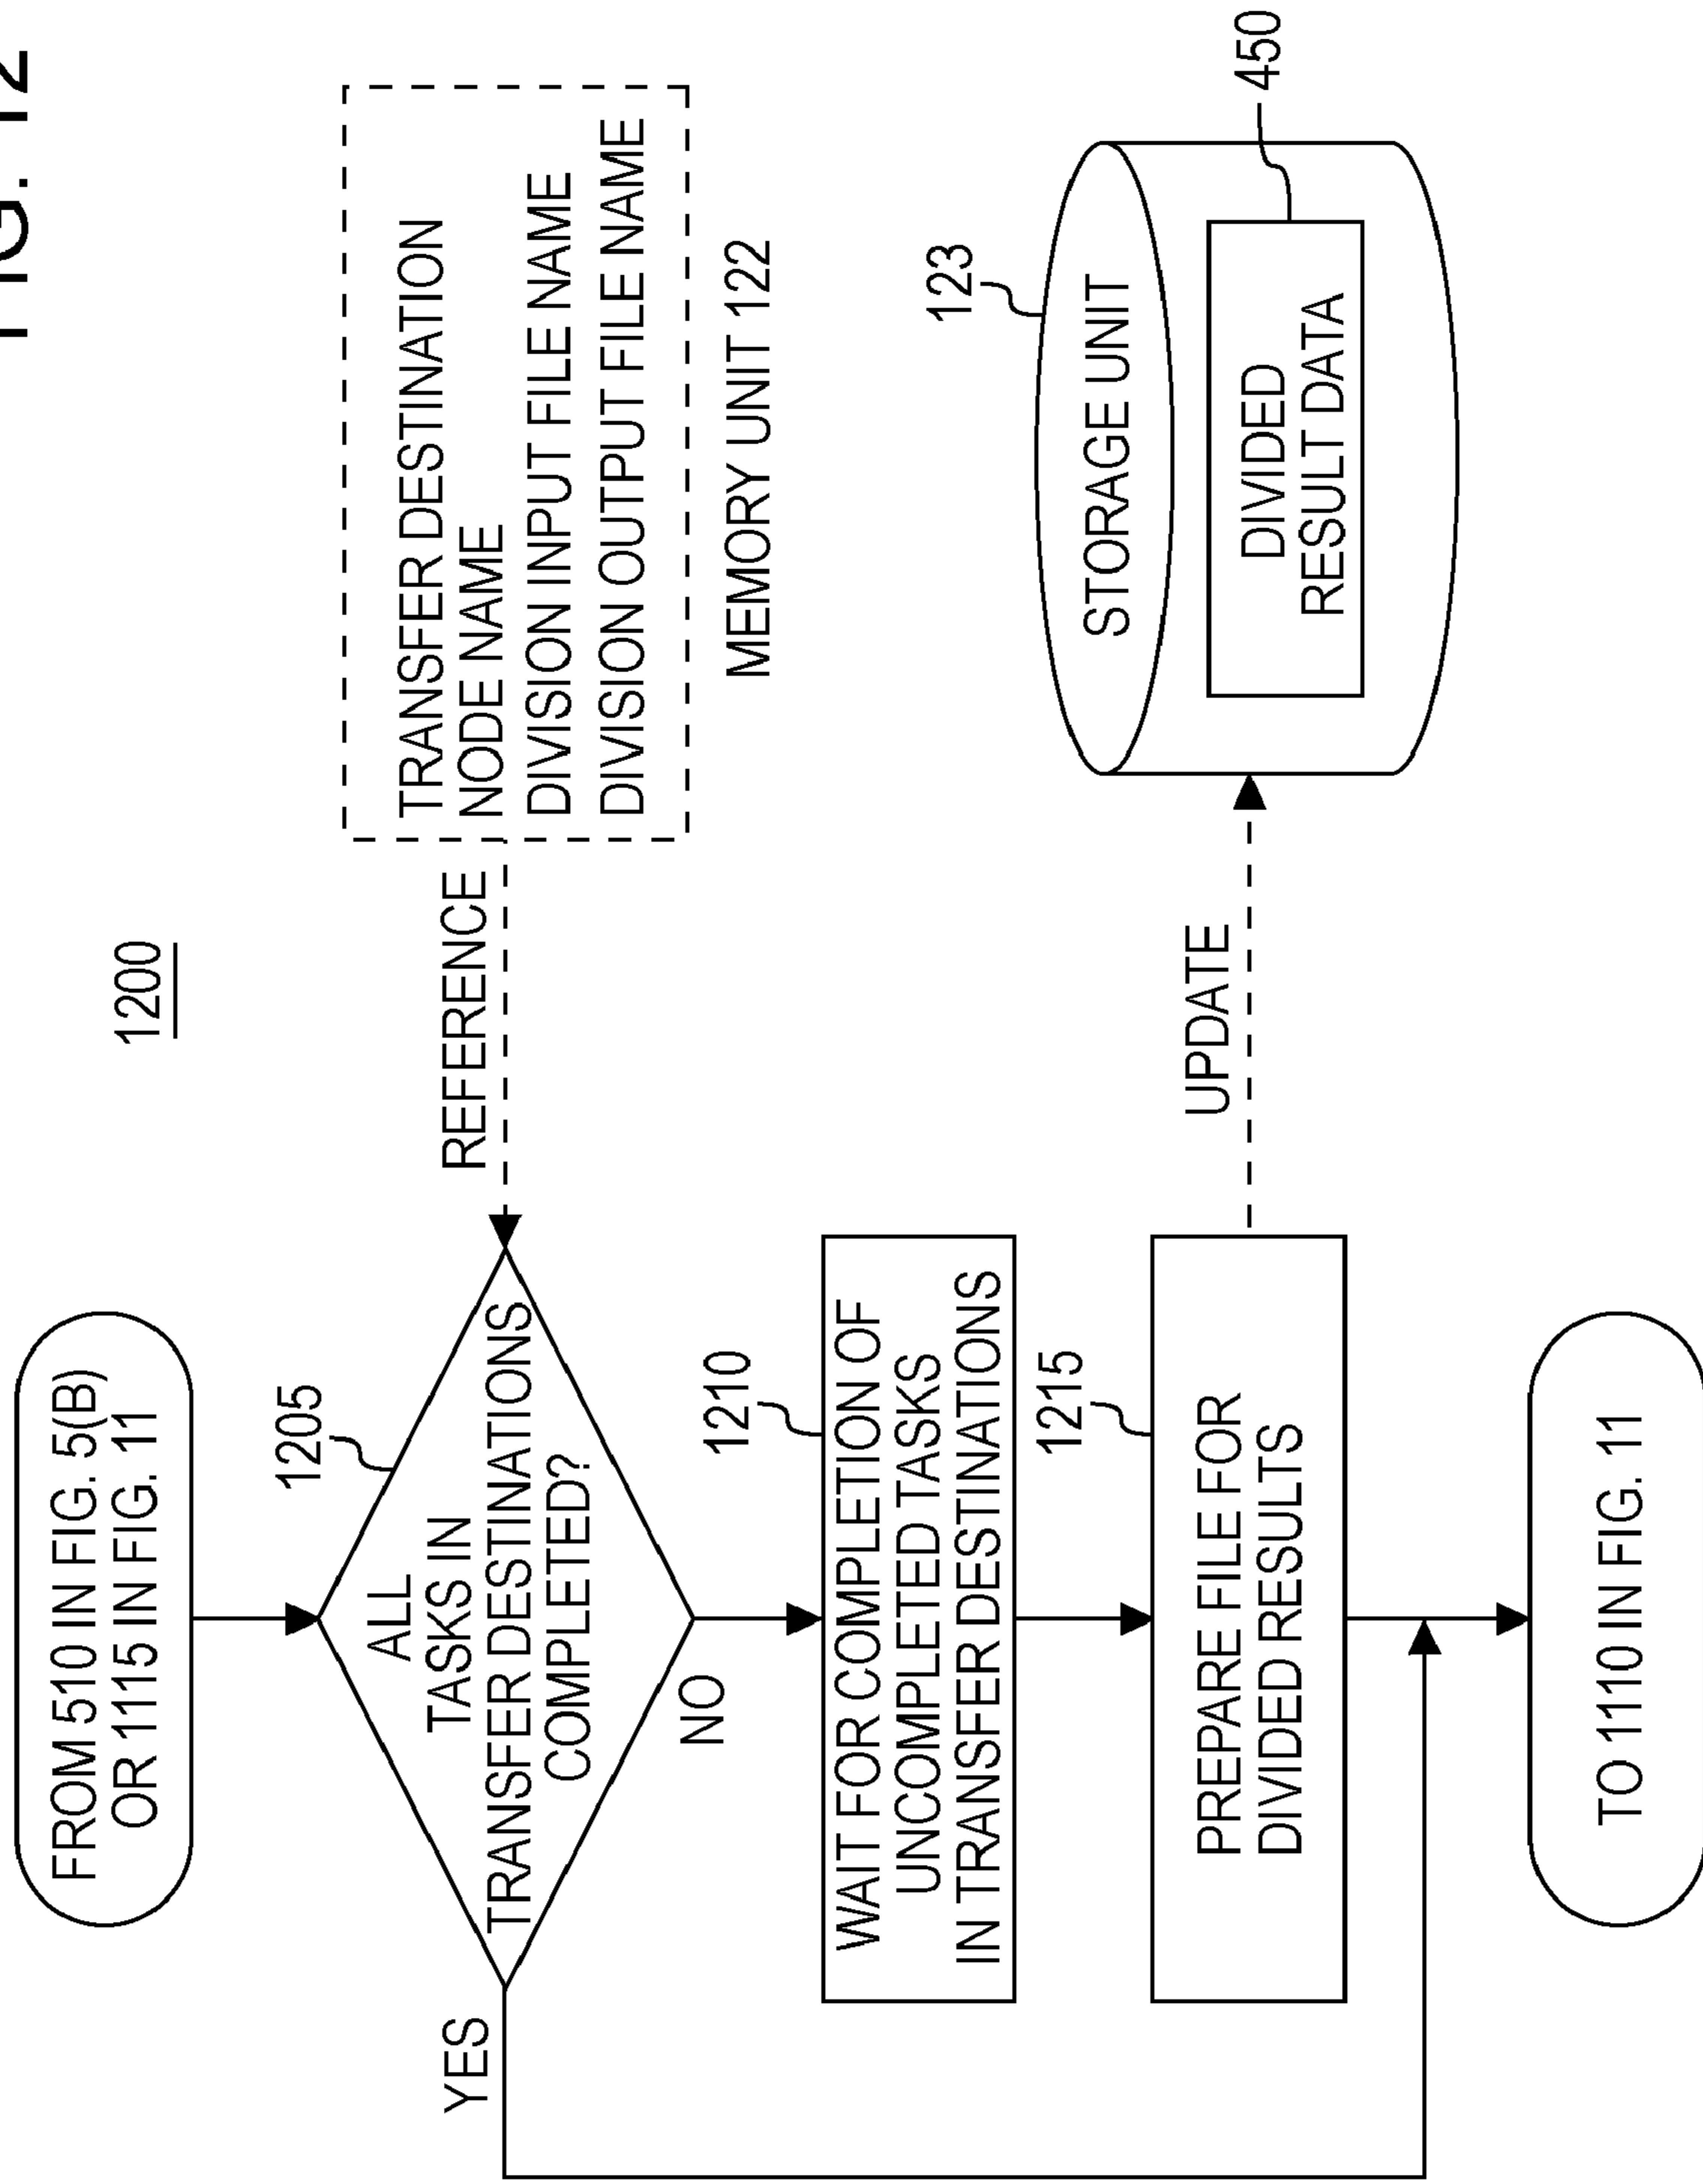 FIG. 12
1200
FROM 510 IN FIG. 5(B)
OR 1115 IN FIG. 11
1205
ALL
TASKS IN
TRANSFER DESTINATIONS
COMPLETED?
YES
NO
REFERENCE
TRANSFER DESTINATION
NODE NAME
DIVISION INPUT FILE NAME
DIVISION OUTPUT FILE NAME
MEMORY UNIT 122
1210
WAIT FOR COMPLETION OF
UNCOMPLETED TASKS
IN TRANSFER DESTINATIONS
1215
PREPARE FILE FOR
DIVIDED RESULTS
UPDATE
123
STORAGE UNIT
DIVIDED
RESULT DATA
450
TO 1110 IN FIG. 11